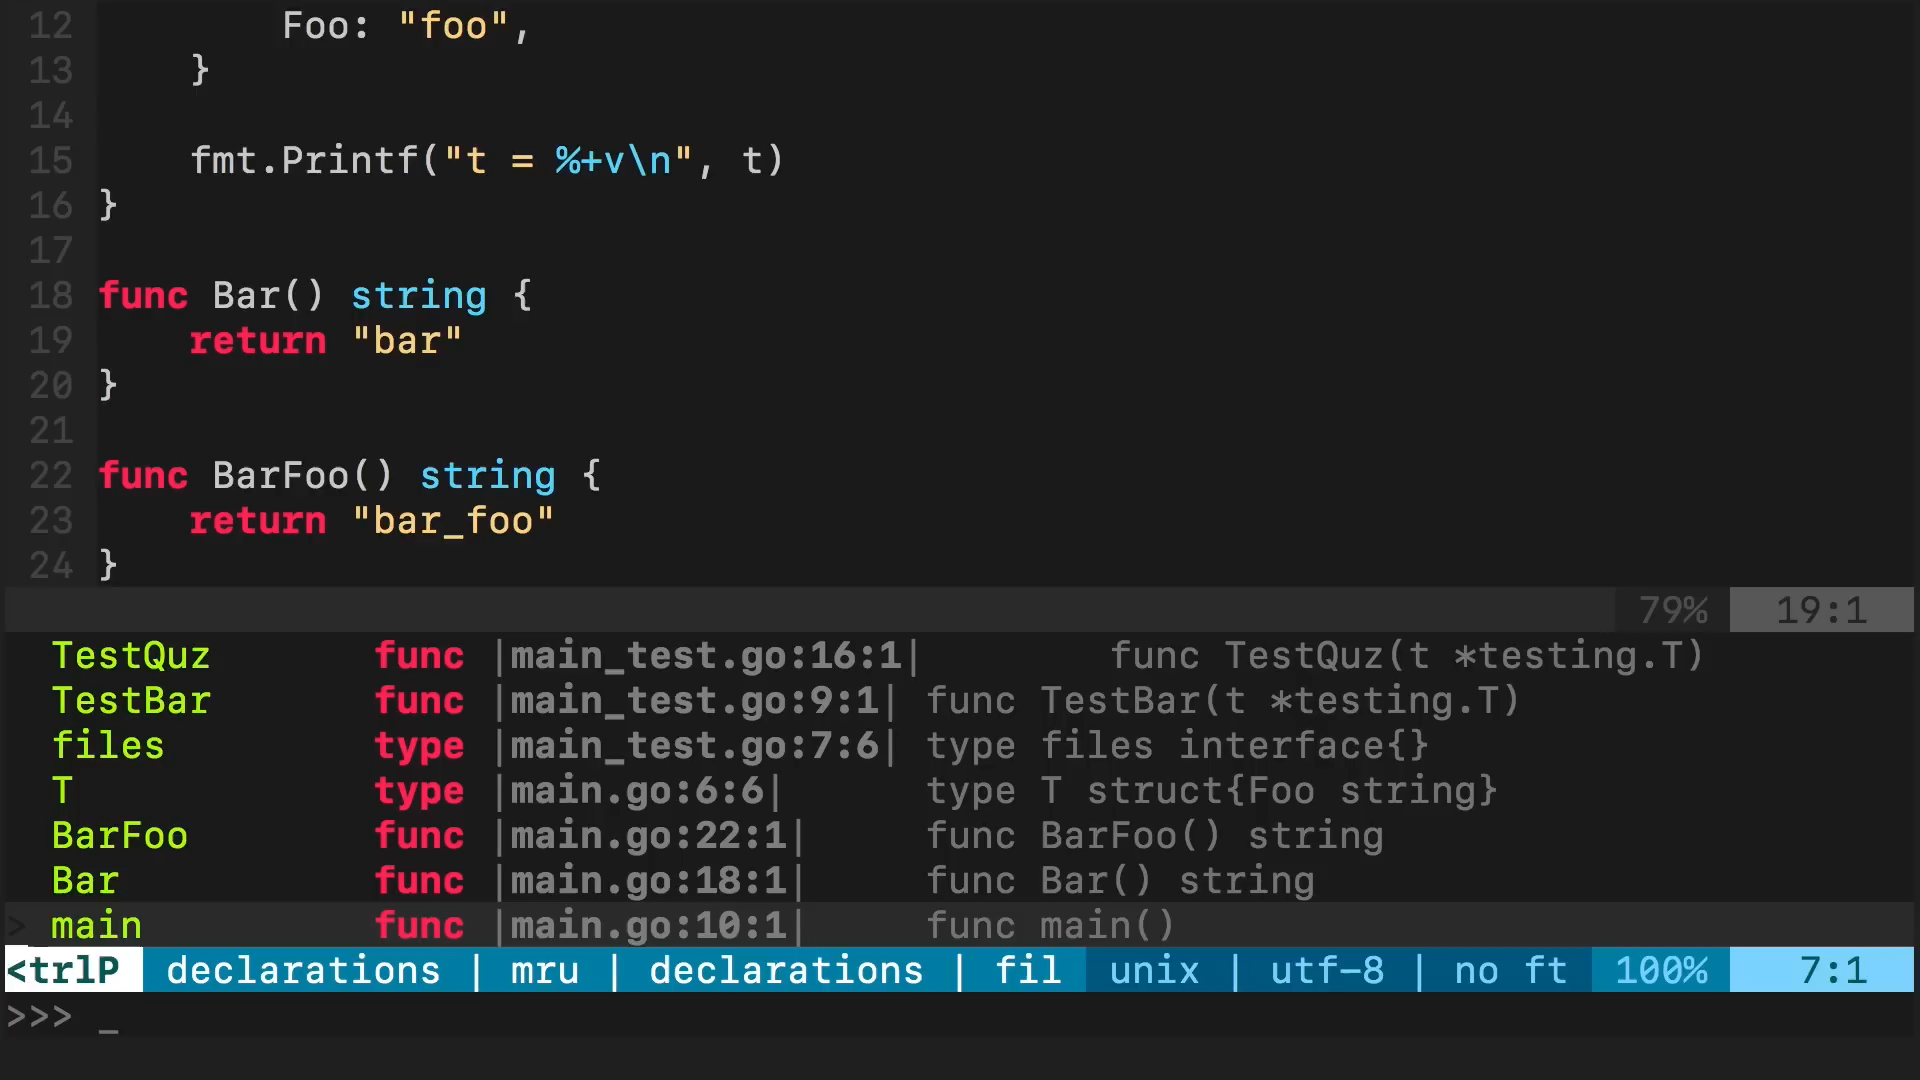 12 Foo: "foo",
13 }
14
15 fmt.Printf("t = %+v\n", t)
16 }
17
18 func Bar() string {
19 return "bar"
20 }
21
22 func BarFoo() string {
23 return "bar_foo"
24 }
79% 19:1
TestQuz func |main_test.go:16:1| func TestQuz(t *testing.T)
TestBar func |main_test.go:9:1| func TestBar(t *testing.T)
files type |main_test.go:7:6| type files interface{}
T type |main.go:6:6| type T struct{Foo string}
BarFoo func |main.go:22:1| func BarFoo() string
Bar func |main.go:18:1| func Bar() string
> main func |main.go:10:1| func main()
<trlP declarations | mru | declarations | fil unix | utf-8 | no ft 100% 7:1
>>> _